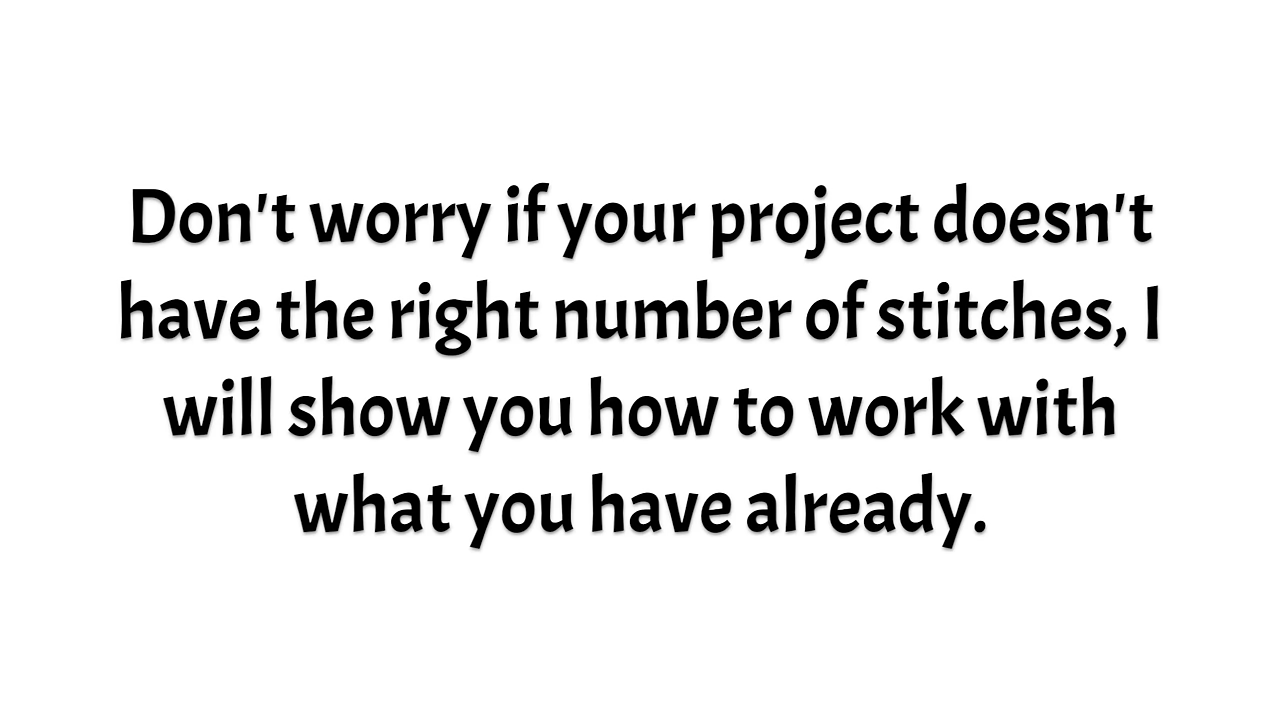 Don't worry if your project doesn't
have the right number of stitches, I
will show you how to work with
what you have already.